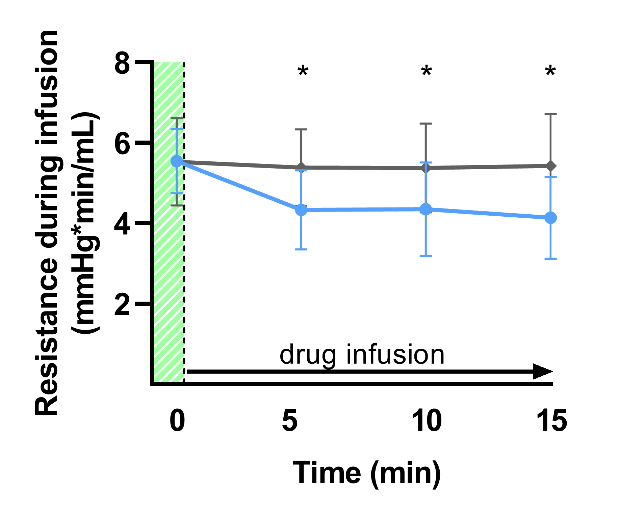 Resistance during infusion
(mmHg*min/mL)
8
6
4
2
* * *
drug infusion
0 5 10 15
Time (min)